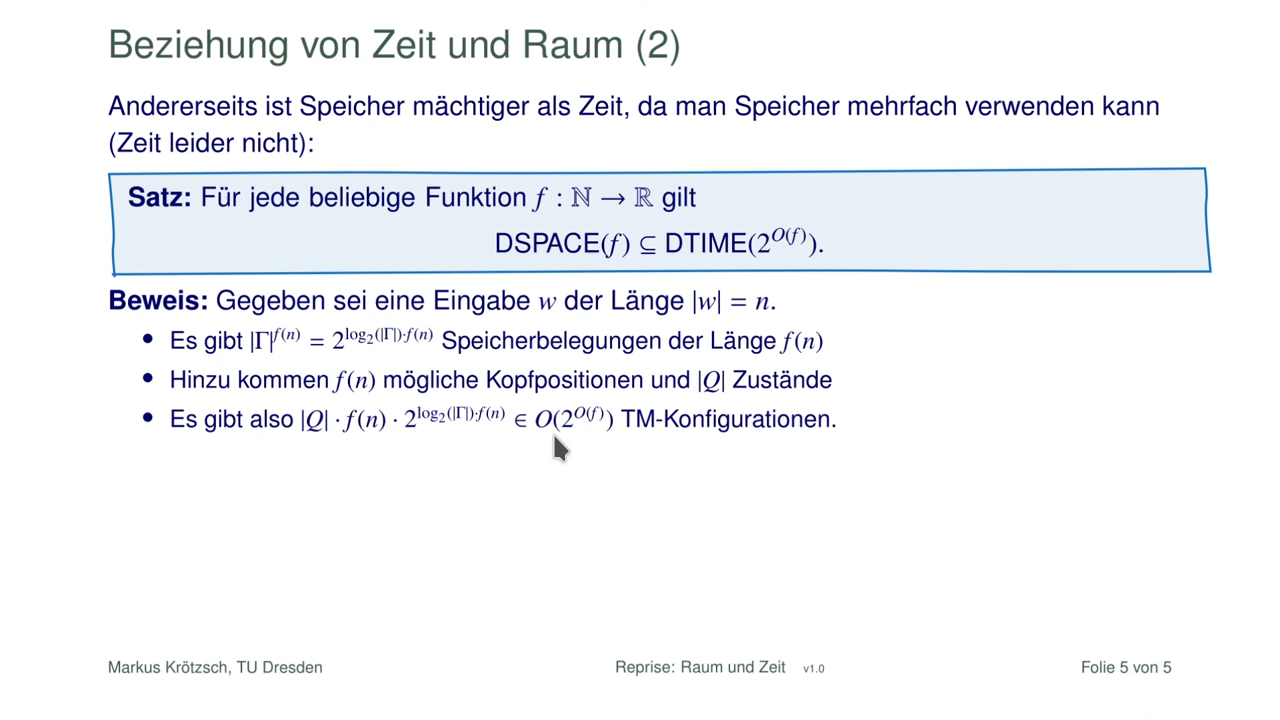 Beziehung von Zeit und Raum (2)
Andererseits ist Speicher mächtiger als Zeit, da man Speicher mehrfach verwenden kann
(Zeit leider nicht):
Satz: Für jede beliebige Funktion f : ℕ → ℝ gilt
DSPACE(f) ⊆ DTIME(2^{O(f)}).
Beweis: Gegeben sei eine Eingabe w der Länge |w| = n.
• Es gibt |Γ|^{f(n)} = 2^{log₂(|Γ|)·f(n)} Speicherbelegungen der Länge f(n)
• Hinzu kommen f(n) mögliche Kopfpositionen und |Q| Zustände
• Es gibt also |Q| · f(n) · 2^{log₂(|Γ|)·f(n)} ∈ O(2^{O(f)}) TM-Konfigurationen.
Markus Krötzsch, TU Dresden Reprise: Raum und Zeit v1.0 Folie 5 von 5